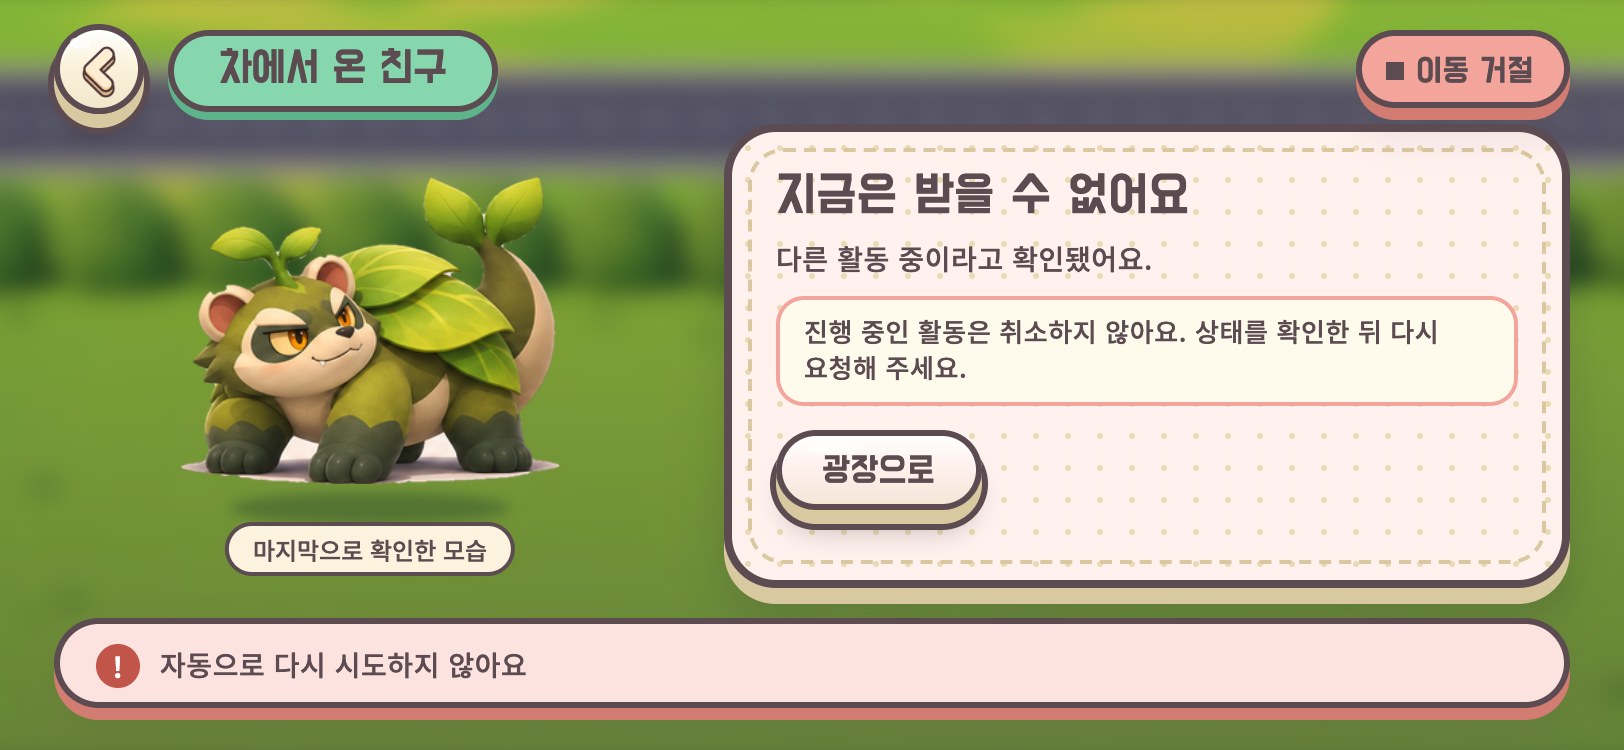 차에서 온 친구
이동 거절
지금은 받을 수 없어요
다른 활동 중이라고 확인됐어요.
진행 중인 활동은 취소하지 않아요. 상태를 확인한 뒤 다시
요청해 주세요.
광장으로
마지막으로 확인한 모습
자동으로 다시 시도하지 않아요